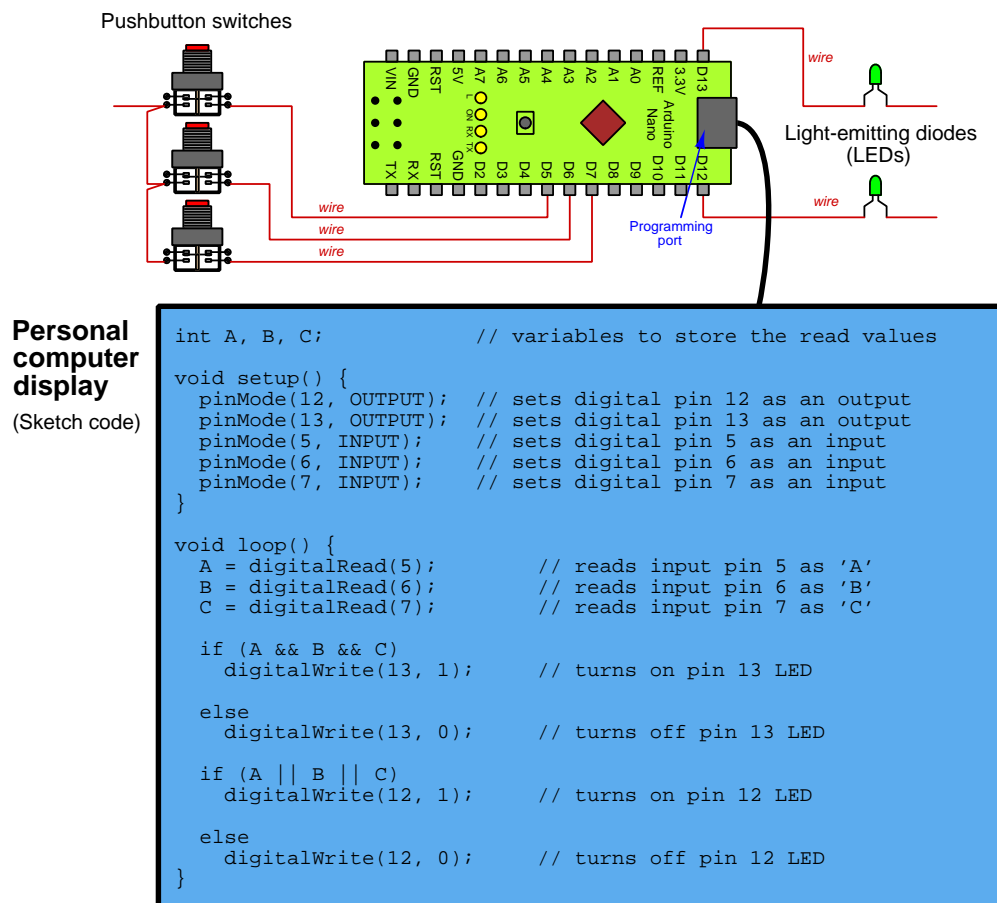 Pushbutton switches
VIN GND RST 5V A7 A6 A5 A4 A3 A2 A1 A0 REF 3.3V D13
L ON RX TX
Arduino
Nano
TX RX RST GND D2 D3 D4 D5 D6 D7 D8 D9 D10 D11 D12
wire
wire
wire
wire
wire
Programming
port
Light-emitting diodes
(LEDs)
Personal
computer
display
(Sketch code)
int A, B, C;            // variables to store the read values
void setup() {
  pinMode(12, OUTPUT);  // sets digital pin 12 as an output
  pinMode(13, OUTPUT);  // sets digital pin 13 as an output
  pinMode(5, INPUT);    // sets digital pin 5 as an input
  pinMode(6, INPUT);    // sets digital pin 6 as an input
  pinMode(7, INPUT);    // sets digital pin 7 as an input
}
void loop() {
  A = digitalRead(5);        // reads input pin 5 as ’A’
  B = digitalRead(6);        // reads input pin 6 as ’B’
  C = digitalRead(7);        // reads input pin 7 as ’C’
  if (A && B && C)
    digitalWrite(13, 1);     // turns on pin 13 LED
  else
    digitalWrite(13, 0);     // turns off pin 13 LED
  if (A || B || C)
    digitalWrite(12, 1);     // turns on pin 12 LED
  else
    digitalWrite(12, 0);     // turns off pin 12 LED
}